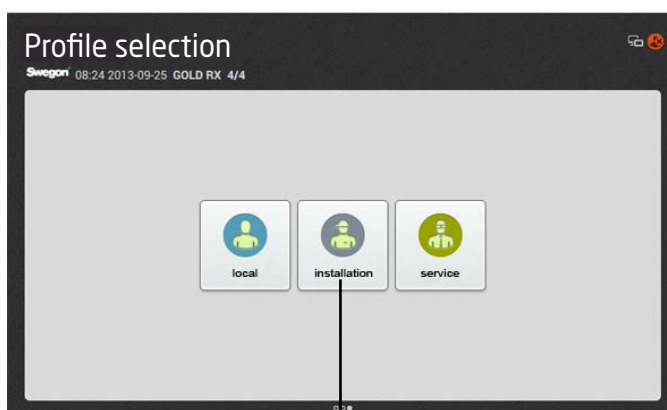 Profile selection
Swegon 08:24 2013-09-25 GOLD RX 4/4
local installation service